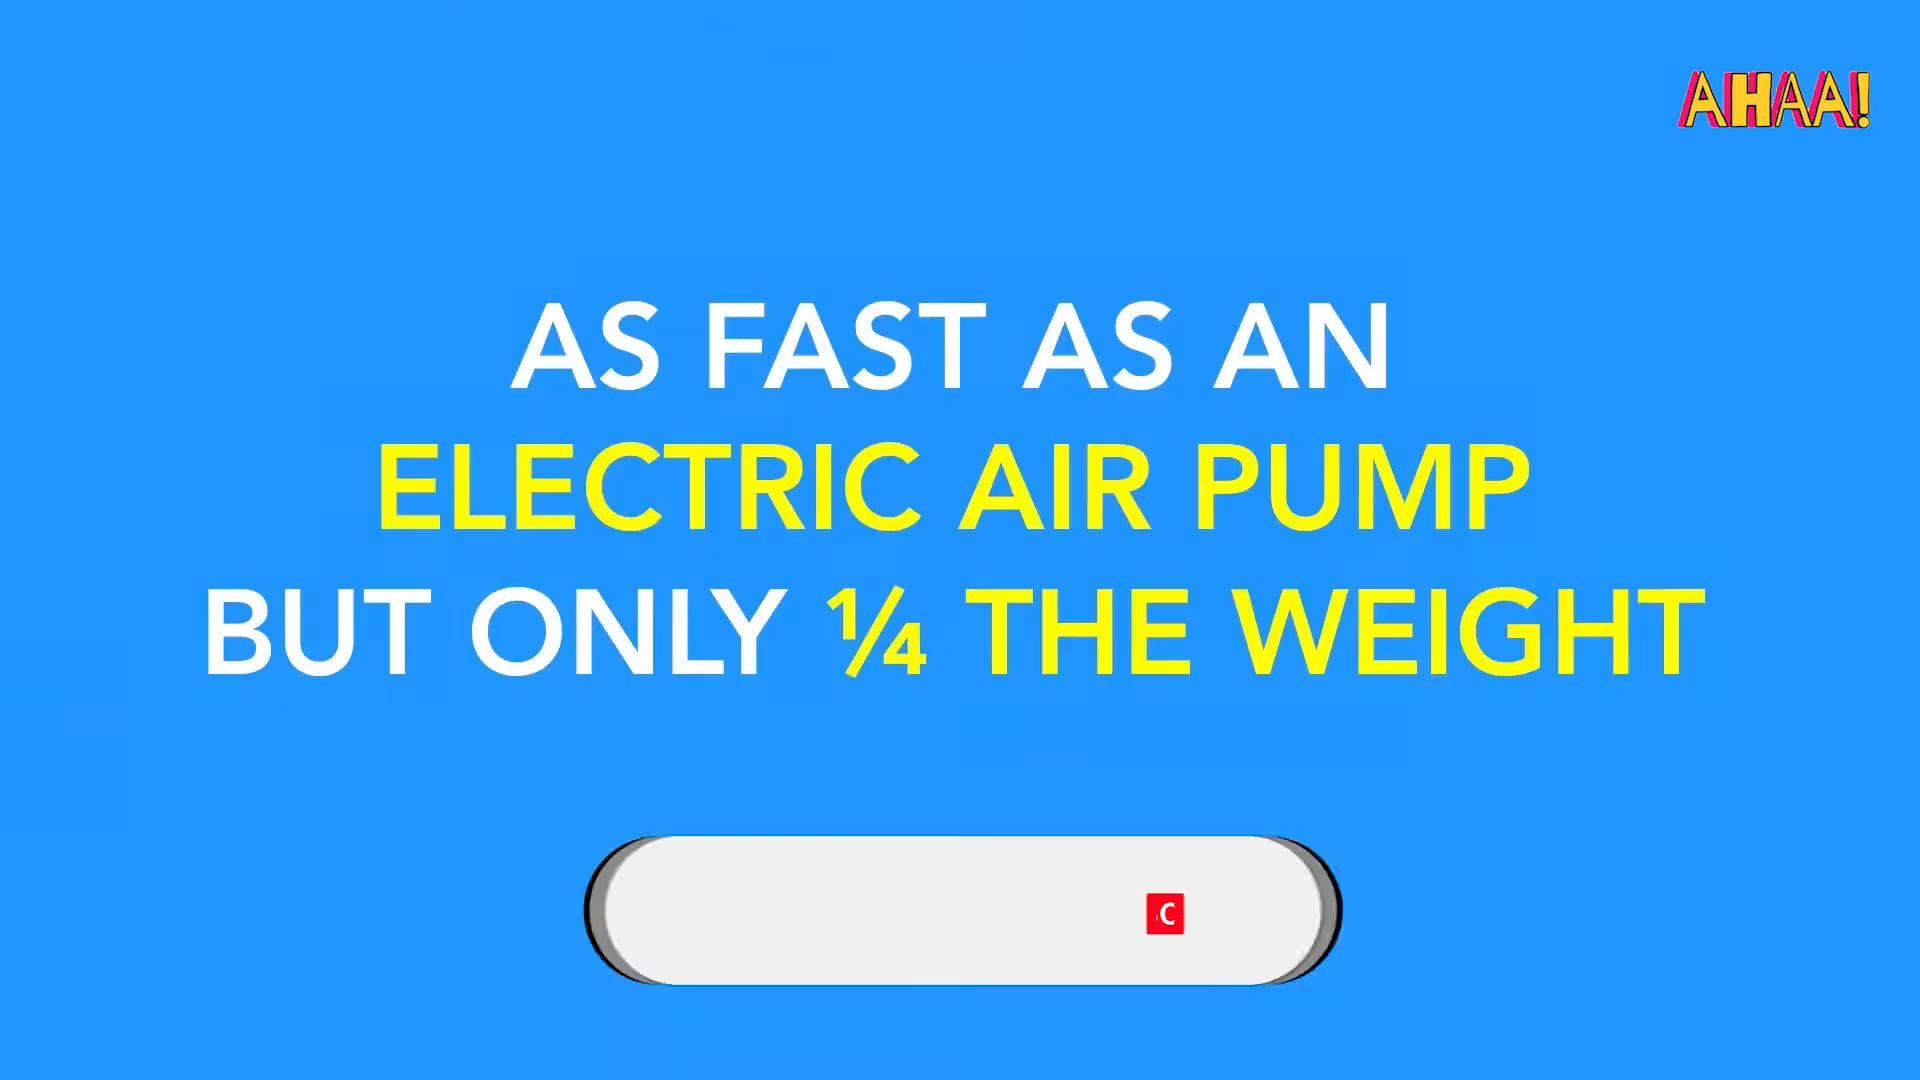 AHAA!
AS FAST AS AN
ELECTRIC AIR PUMP
BUT ONLY ¼ THE WEIGHT
C